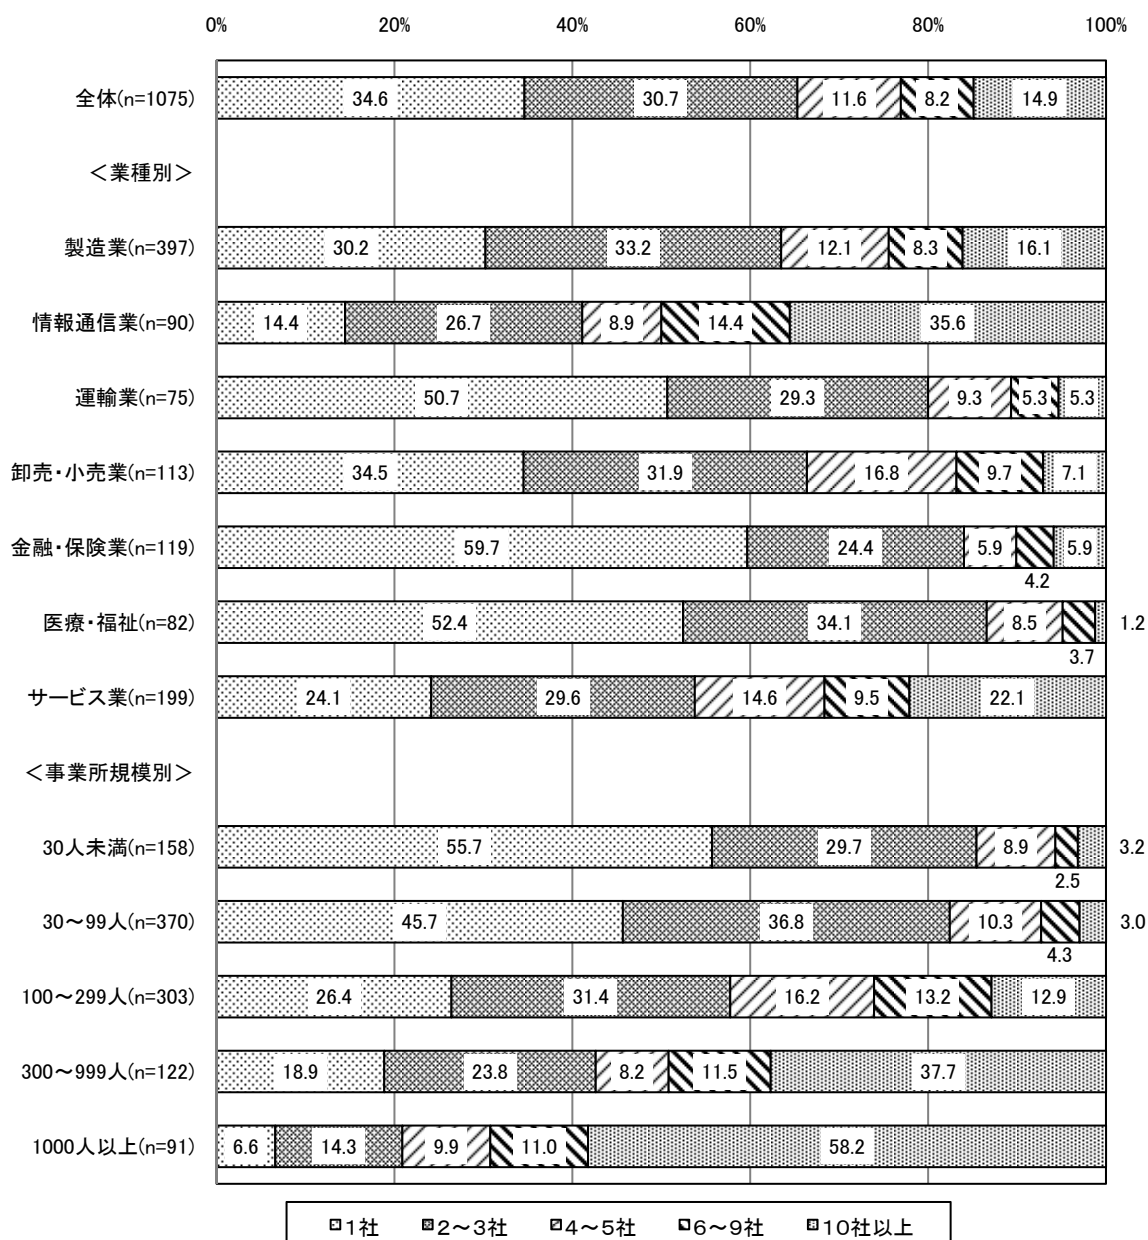 0% 20% 40% 60% 80% 100%
全体(n=1075) 34.6 30.7 11.6 8.2 14.9
＜業種別＞
製造業(n=397) 30.2 33.2 12.1 8.3 16.1
情報通信業(n=90) 14.4 26.7 8.9 14.4 35.6
運輸業(n=75) 50.7 29.3 9.3 5.3 5.3
卸売・小売業(n=113) 34.5 31.9 16.8 9.7 7.1
金融・保険業(n=119) 59.7 24.4 5.9 5.9
4.2
医療・福祉(n=82) 52.4 34.1 8.5 1.2
3.7
サービス業(n=199) 24.1 29.6 14.6 9.5 22.1
＜事業所規模別＞
30人未満(n=158) 55.7 29.7 8.9 3.2
2.5
30～99人(n=370) 45.7 36.8 10.3 3.0
4.3
100～299人(n=303) 26.4 31.4 16.2 13.2 12.9
300～999人(n=122) 18.9 23.8 8.2 11.5 37.7
1000人以上(n=91) 6.6 14.3 9.9 11.0 58.2
１社 ２～３社 ４～５社 ６～９社 １０社以上